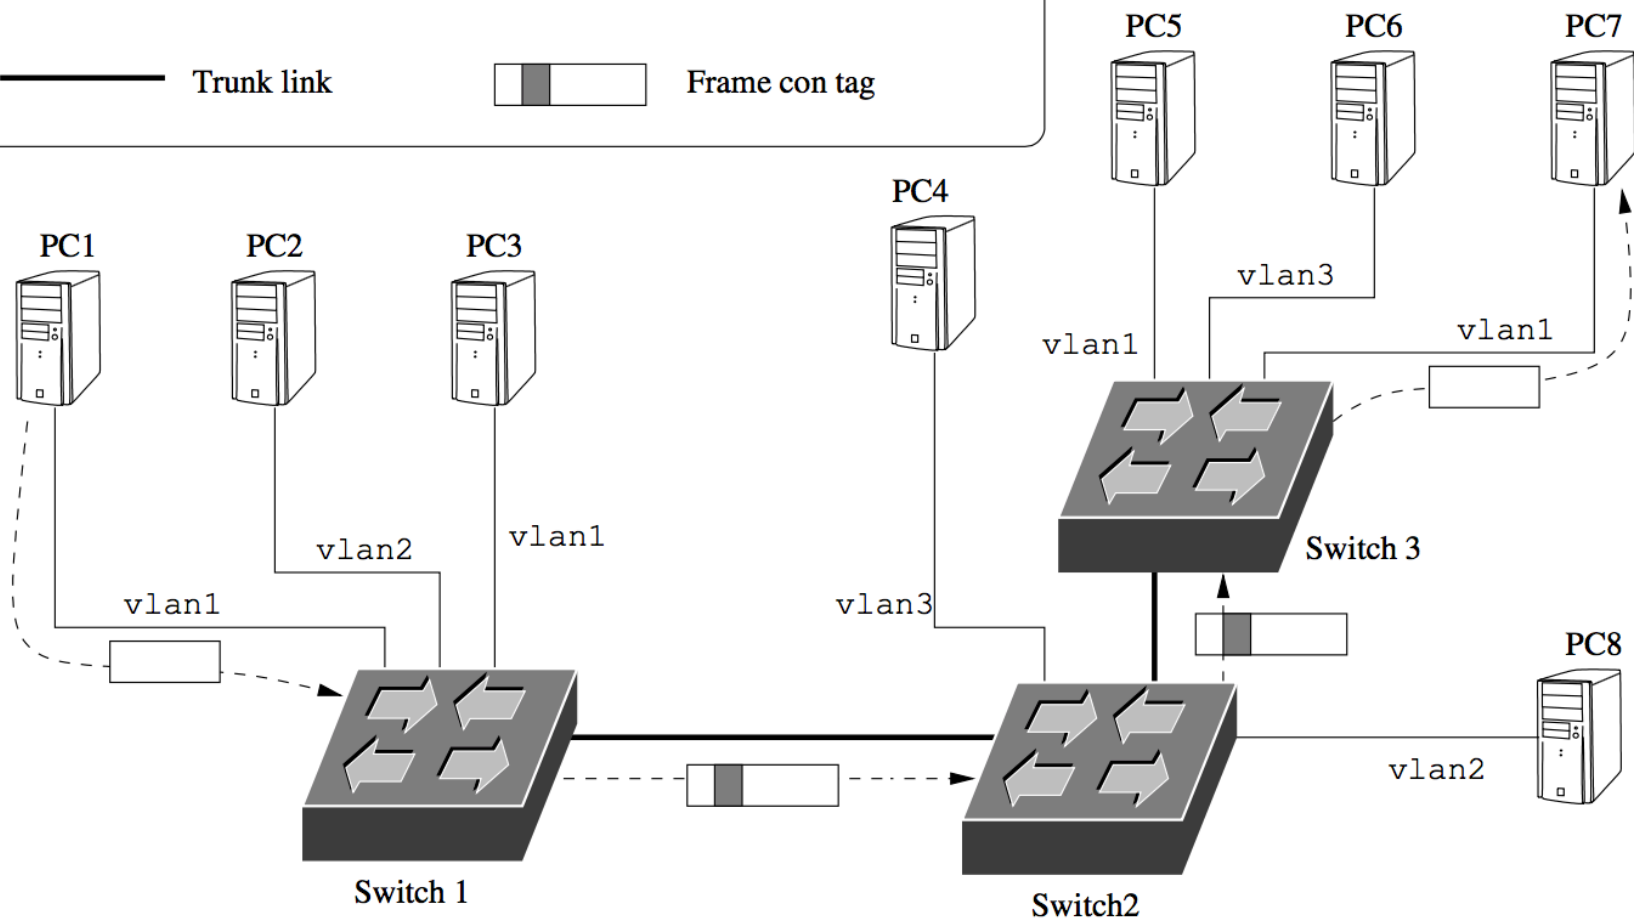 PC5
PC6
PC7
Trunk link
Frame con tag
PC4
PC1
PC2
PC3
vlan3
vlan1
vlan1
vlan1
vlan2
Switch 3
vlan1
vlan3
PC8
vlan2
Switch 1
Switch2